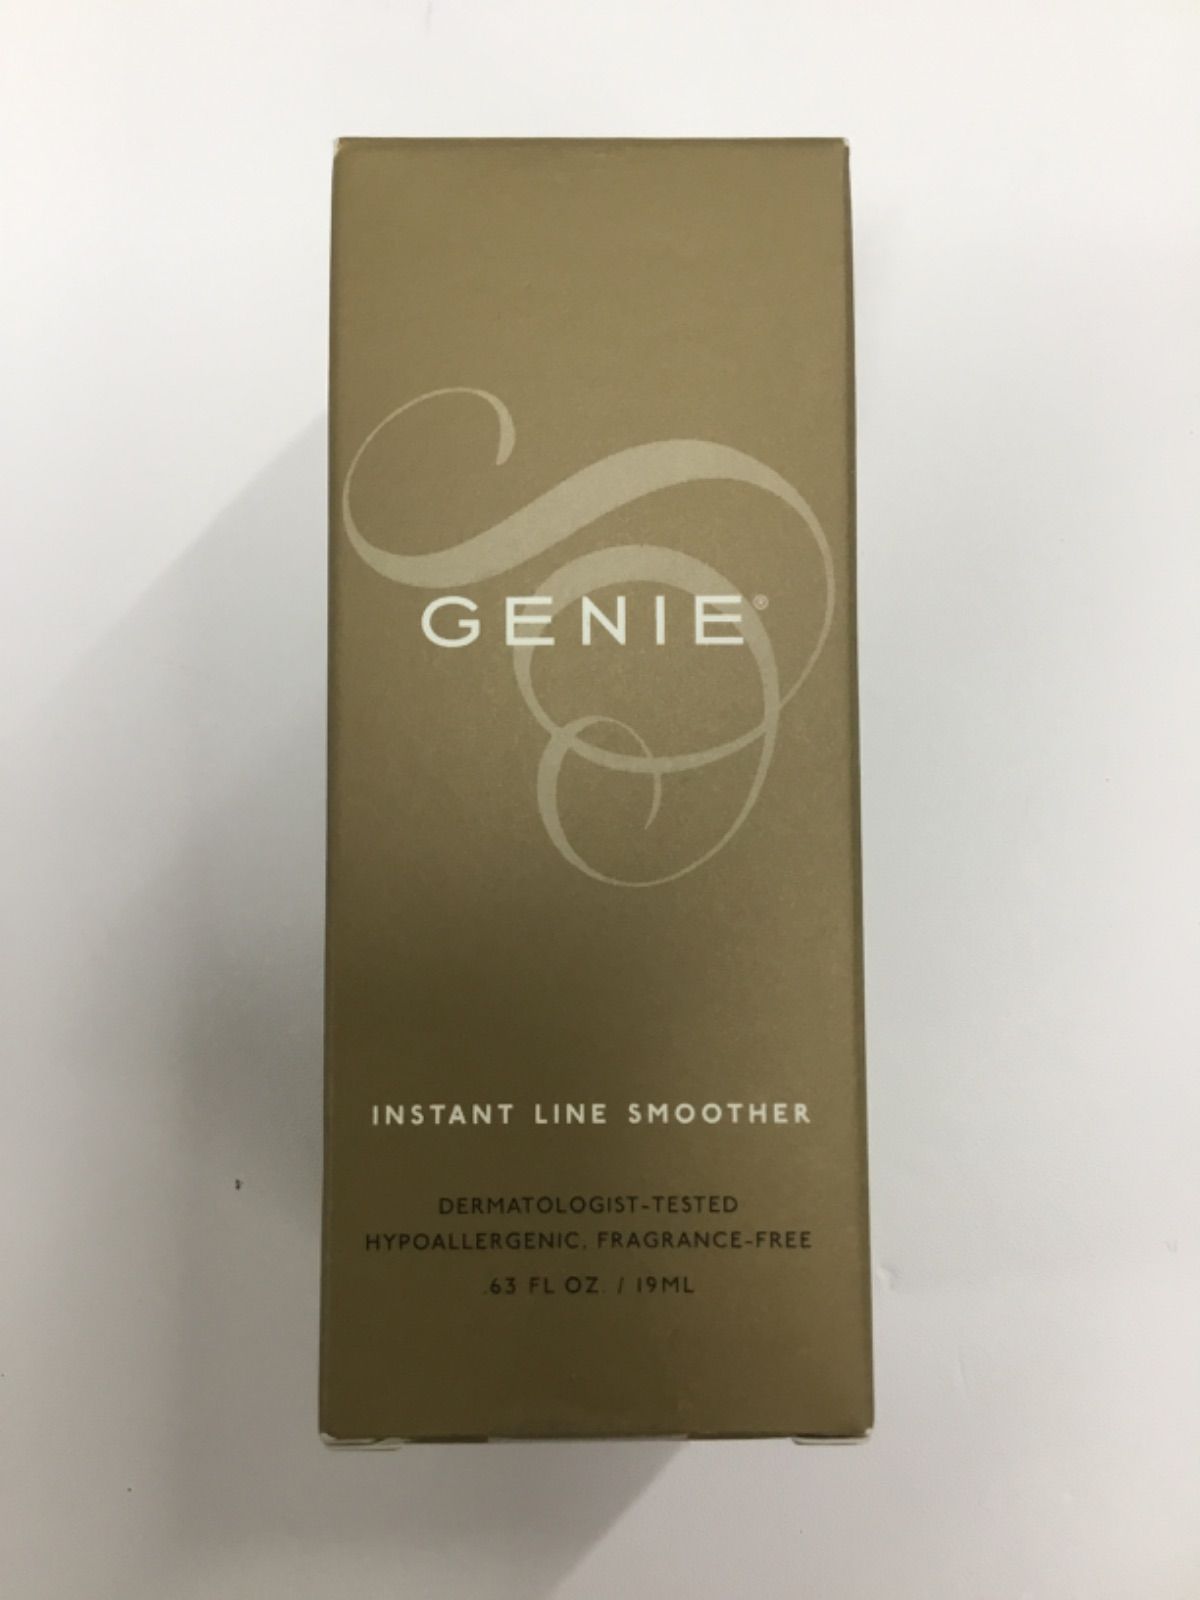 GENIE®
INSTANT LINE SMOOTHER
DERMATOLOGIST-TESTED
HYPOALLERGENIC, FRAGRANCE-FREE
.63 FL OZ. / 19ML